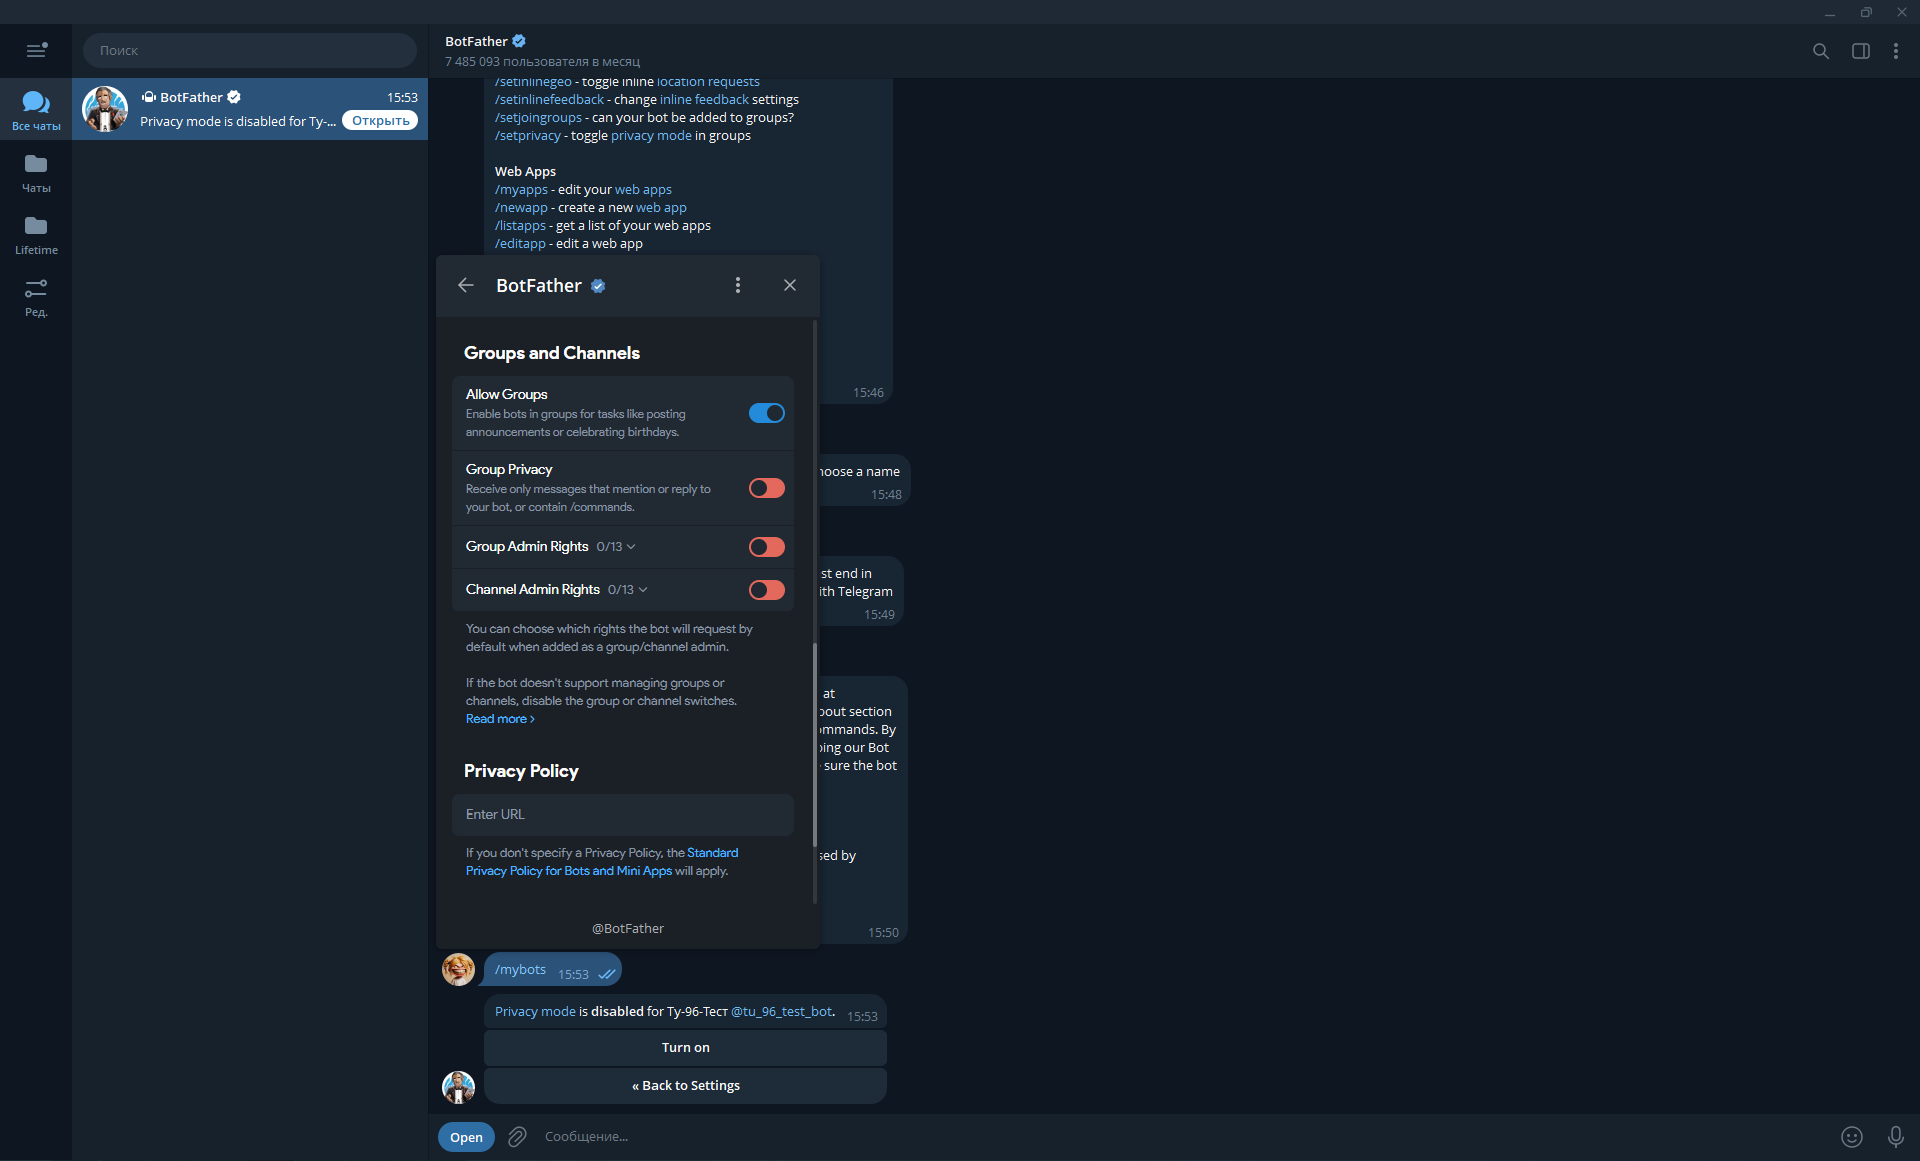 Поиск
Все чаты
Чаты
Lifetime
Ред.
BotFather
15:53
Privacy mode is disabled for Ту-...
Открыть
BotFather
7 485 093 пользователя в месяц
/setinlinegeo - toggle inline location requests
/setinlinefeedback - change inline feedback settings
/setjoingroups - can your bot be added to groups?
/setprivacy - toggle privacy mode in groups
Web Apps
/myapps - edit your web apps
/newapp - create a new web app
/listapps - get a list of your web apps
/editapp - edit a web app
15:46
hoose a name
15:48
st end in
ith Telegram
15:49
at
bout section
ommands. By
ping our Bot
sure the bot
sed by
15:50
BotFather
Groups and Channels
Allow Groups
Enable bots in groups for tasks like posting
announcements or celebrating birthdays.
Group Privacy
Receive only messages that mention or reply to
your bot, or contain /commands.
Group Admin Rights 0/13
Channel Admin Rights 0/13
You can choose which rights the bot will request by
default when added as a group/channel admin.
If the bot doesn't support managing groups or
channels, disable the group or channel switches.
Read more >
Privacy Policy
Enter URL
If you don't specify a Privacy Policy, the Standard
Privacy Policy for Bots and Mini Apps will apply.
@BotFather
/mybots 15:53
Privacy mode is disabled for Ту-96-Тест @tu_96_test_bot. 15:53
Turn on
« Back to Settings
Open
Сообщение...